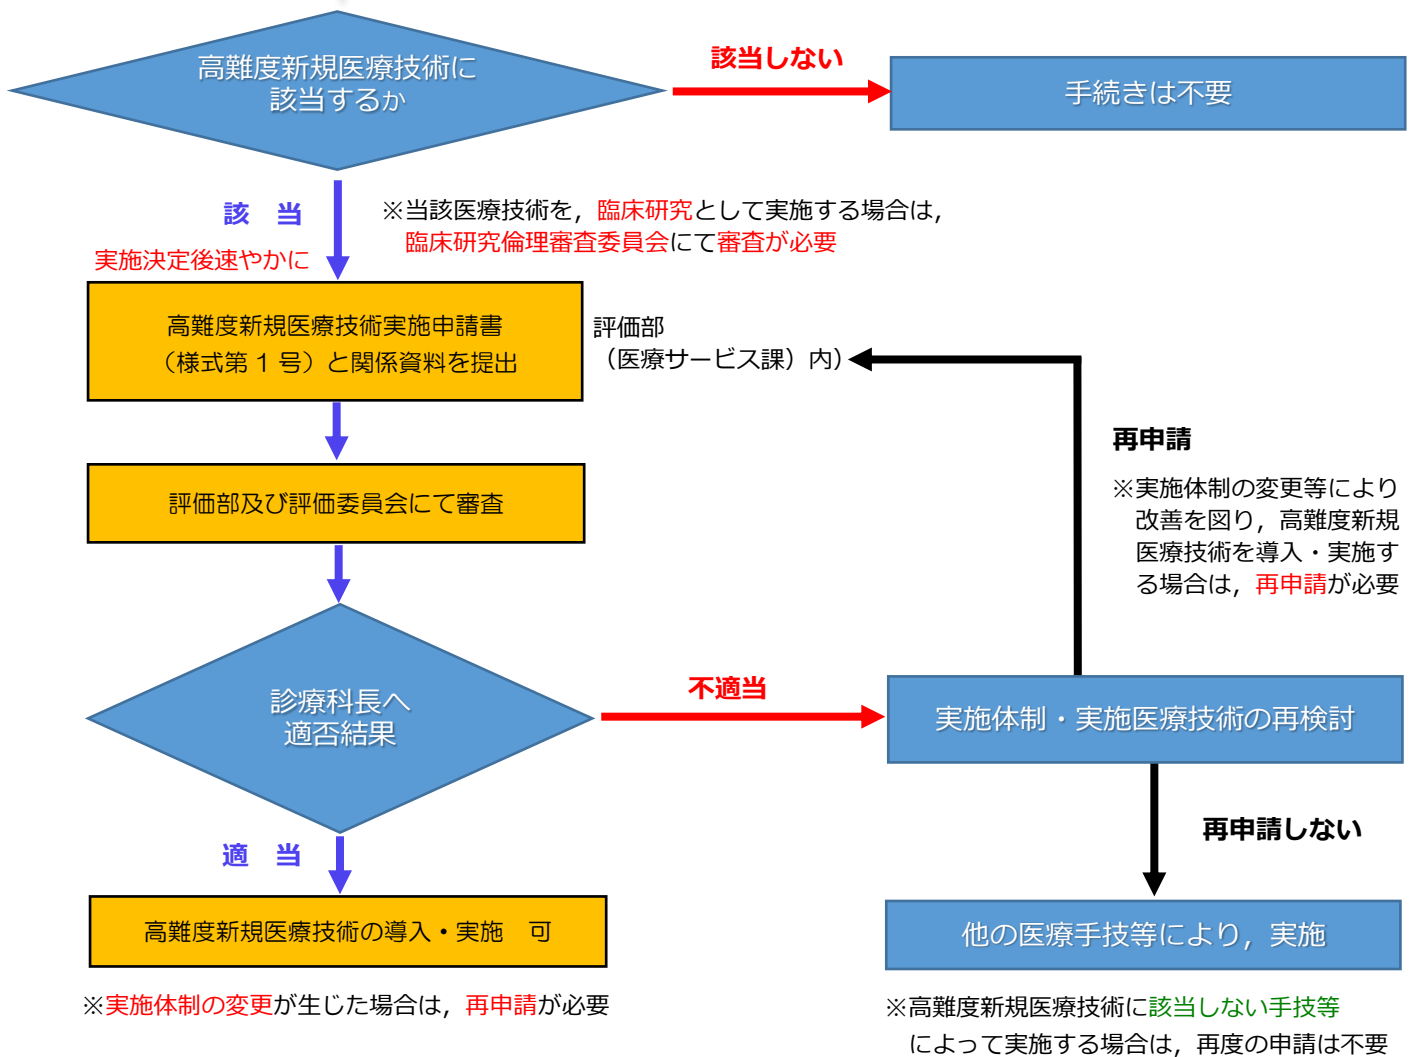 高難度新規医療技術に
該当するか
該当しない
手続きは不要
該　当
※当該医療技術を，臨床研究として実施する場合は，
臨床研究倫理審査委員会にて審査が必要
実施決定後速やかに
高難度新規医療技術実施申請書
（様式第１号）と関係資料を提出
評価部
（医療サービス課）内）
評価部及び評価委員会にて審査
再申請
※実施体制の変更等により
改善を図り，高難度新規
医療技術を導入・実施す
る場合は，再申請が必要
診療科長へ
適否結果
不適当
実施体制・実施医療技術の再検討
適　当
再申請しない
高難度新規医療技術の導入・実施　可
他の医療手技等により，実施
※実施体制の変更が生じた場合は，再申請が必要
※高難度新規医療技術に該当しない手技等
によって実施する場合は，再度の申請は不要